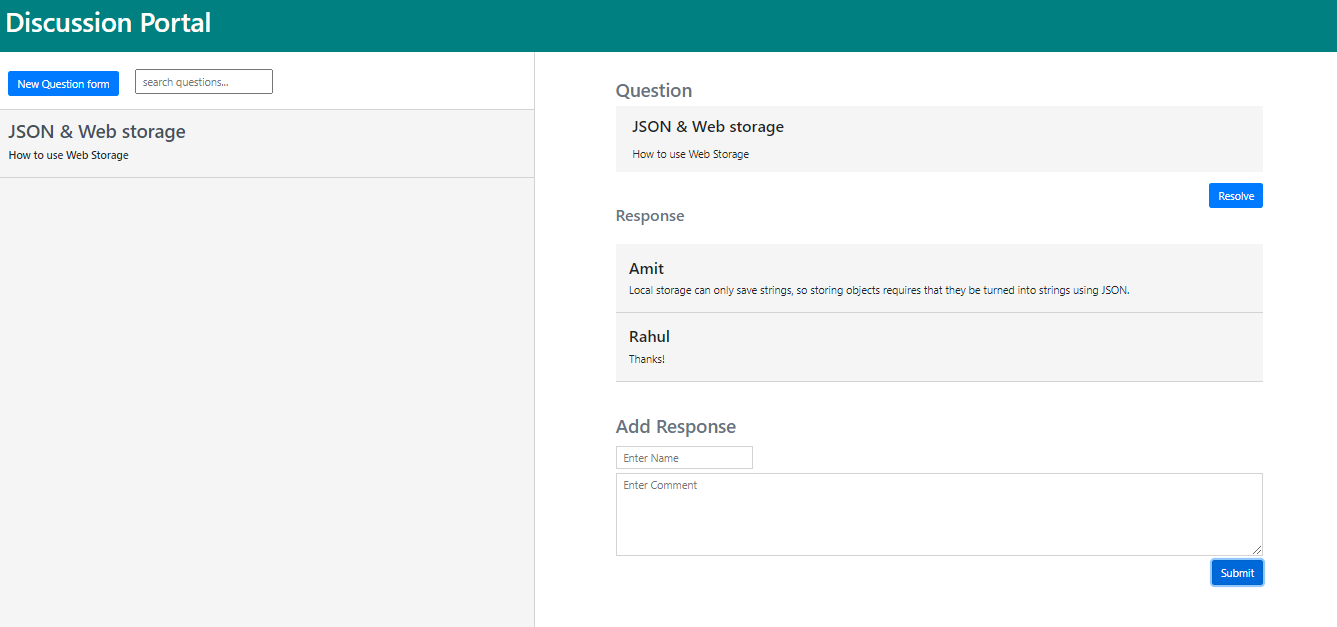 Discussion Portal
New Question form
search questions...
JSON & Web storage
How to use Web Storage
Question
JSON & Web storage
How to use Web Storage
Resolve
Response
Amit
Local storage can only save strings, so storing objects requires that they be turned into strings using JSON.
Rahul
Thanks!
Add Response
Enter Name
Enter Comment
Submit